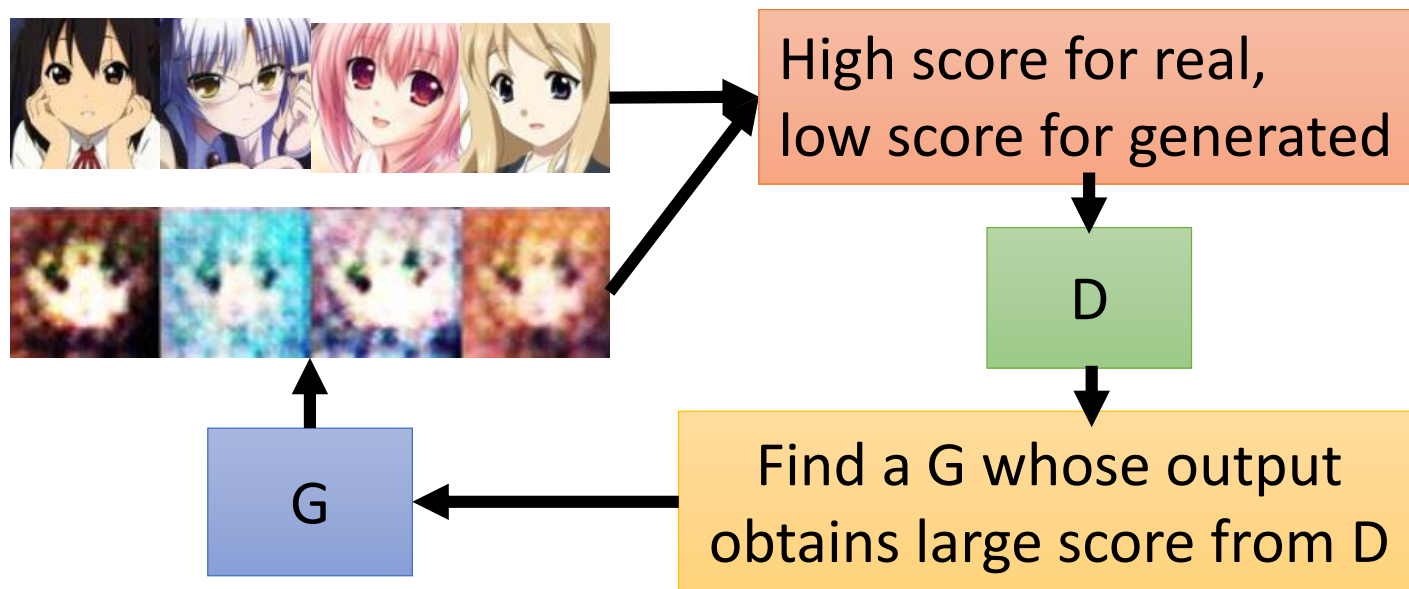 High score for real,
low score for generated
D
Find a G whose output
obtains large score from D
G